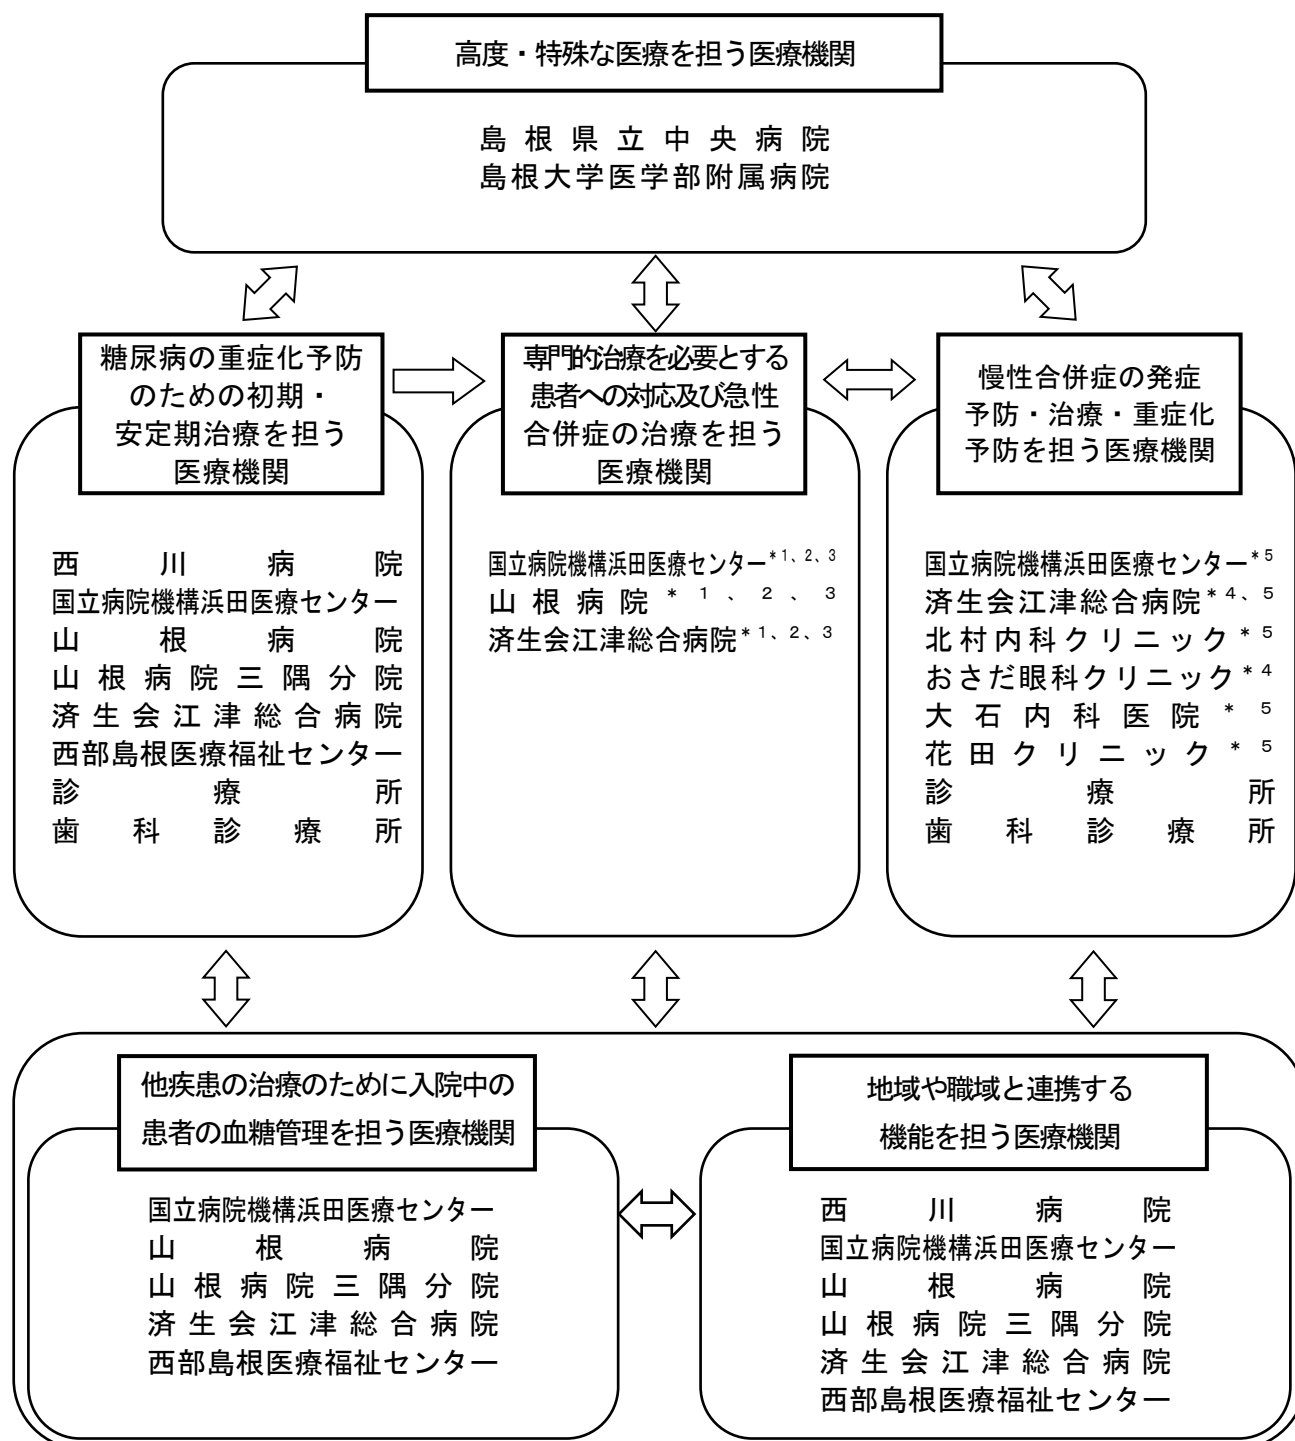 高度・特殊な医療を担う医療機関
島根県立中央病院
島根大学医学部附属病院
糖尿病の重症化予防
のための初期・
安定期治療を担う
医療機関
西川病院
国立病院機構浜田医療センター
山根病院
山根病院三隅分院
済生会江津総合病院
西部島根医療福祉センター
診療所
歯科診療所
専門的治療を必要とする
患者への対応及び急性
合併症の治療を担う
医療機関
国立病院機構浜田医療センター*1、2、3
山根病院*1、2、3
済生会江津総合病院*1、2、3
慢性合併症の発症
予防・治療・重症化
予防を担う医療機関
国立病院機構浜田医療センター*5
済生会江津総合病院*4、5
北村内科クリニック*5
おさだ眼科クリニック*4
大石内科医院*5
花田クリニック*5
診療所
歯科診療所
他疾患の治療のために入院中の
患者の血糖管理を担う医療機関
国立病院機構浜田医療センター
山根病院
山根病院三隅分院
済生会江津総合病院
西部島根医療福祉センター
地域や職域と連携する
機能を担う医療機関
西川病院
国立病院機構浜田医療センター
山根病院
山根病院三隅分院
済生会江津総合病院
西部島根医療福祉センター